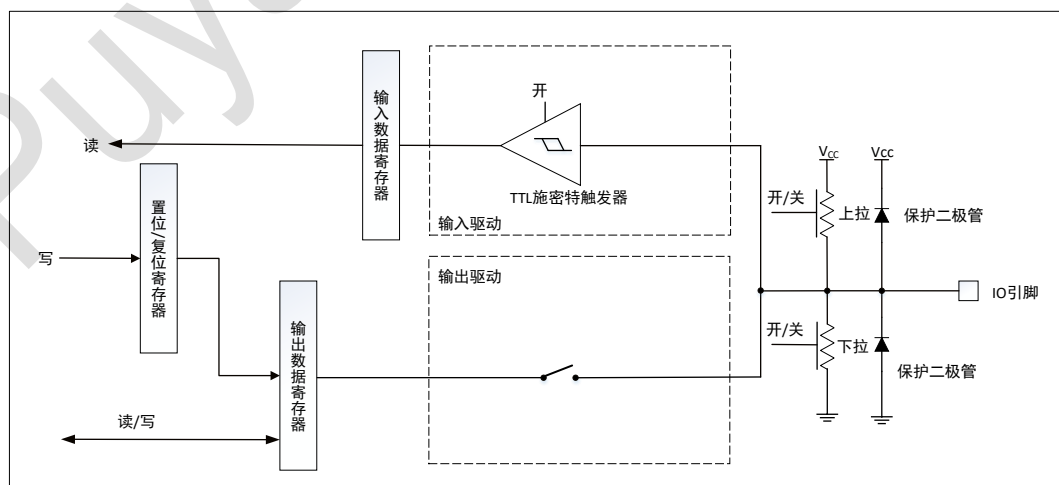 Puy
开
读
输入数据寄存器
TTL施密特触发器
输入驱动
VCC
Vcc
开/关
上拉
保护二极管
置位/复位寄存器
写
输出驱动
输出数据寄存器
IO引脚
开/关
下拉
保护二极管
读/写